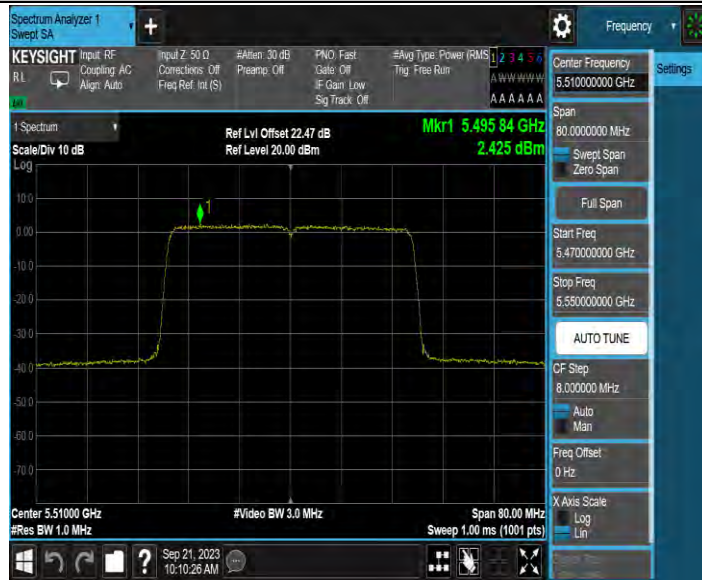 Spectrum Analyzer 1
Swept SA
+
Frequency
KEYSIGHT
RL
Input: RF
Coupling: AC
Align: Auto
Input Z: 50 Ω
Corrections: Off
Freq Ref: Int (S)
#Atten: 30 dB
Preamp: Off
PNO: Fast
Gate: Off
IF Gain: Low
Sig Track: Off
#Avg Type: Power (RMS
Trig: Free Run
1 2 3 4 5 6
A W W W W W
A A A A A A
Center Frequency
5.510000000 GHz
Settings
Span
80.0000000 MHz
Swept Span
Zero Span
Full Span
Start Freq
5.470000000 GHz
Stop Freq
5.550000000 GHz
AUTO TUNE
CF Step
8.000000 MHz
Auto
Man
Freq Offset
0 Hz
X Axis Scale
Log
Lin
1 Spectrum
Scale/Div 10 dB
Ref Lvl Offset 22.47 dB
Ref Level 20.00 dBm
Mkr1 5.495 84 GHz
2.425 dBm
Log
10.0
0.00
-10.0
-20.0
-30.0
-40.0
-50.0
-60.0
-70.0
1
Center 5.51000 GHz
#Res BW 1.0 MHz
#Video BW 3.0 MHz
Span 80.00 MHz
Sweep 1.00 ms (1001 pts)
?
Sep 21, 2023
10:10:26 AM